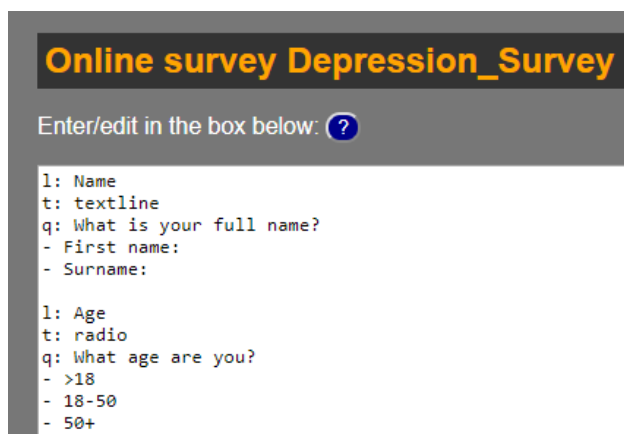 Online survey Depression_Survey
Enter/edit in the box below: ?
l: Name
t: textline
q: What is your full name?
- First name:
- Surname:
l: Age
t: radio
q: What age are you?
- >18
- 18-50
- 50+